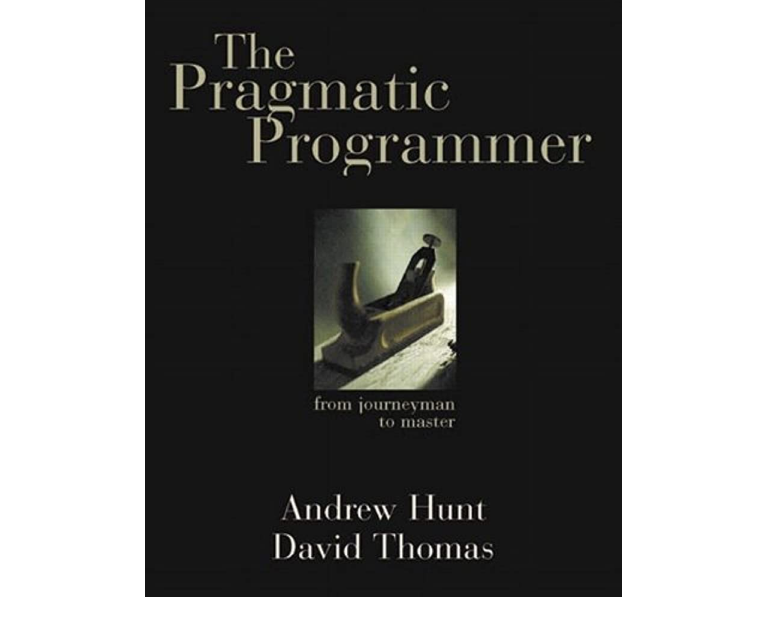 The
Pragmatic
Programmer
from journeyman
to master
Andrew Hunt
David Thomas